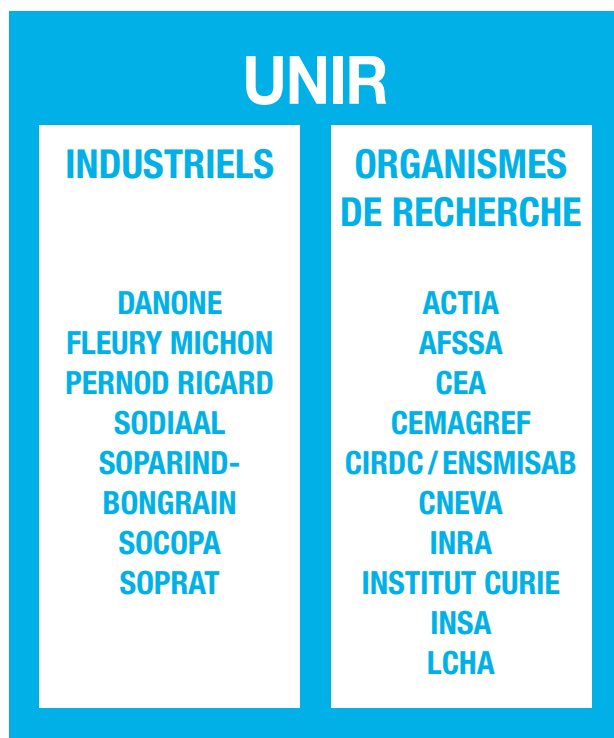 UNIR
INDUSTRIELS
DANONE
FLEURY MICHON
PERNOD RICARD
SODIAAL
SOPARIND-
BONGRAIN
SOCOPA
SOPRAT
ORGANISMES
DE RECHERCHE
ACTIA
AFSSA
CEA
CEMAGREF
CIRDC / ENSMISAB
CNEVA
INRA
INSTITUT CURIE
INSA
LCHA